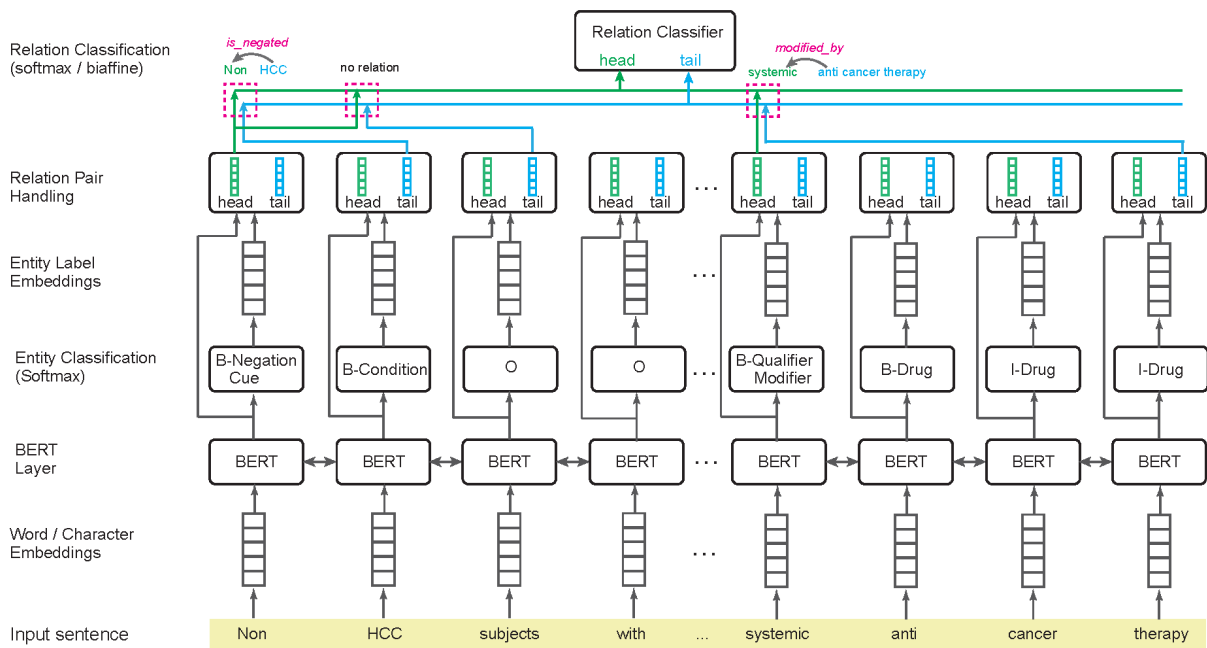 Relation Classification
(softmax / biaffine)
is_negated
Non HCC
no relation
Relation Classifier
head tail
modified_by
systemic anti cancer therapy
Relation Pair
Handling
head tail head tail head tail head tail ... head tail head tail head tail head tail
Entity Label
Embeddings
...
Entity Classification
(Softmax)
B-Negation
Cue
B-Condition
O
O
...
B-Qualifier
Modifier
B-Drug
I-Drug
I-Drug
BERT
Layer
BERT BERT BERT BERT ... BERT BERT BERT BERT
Word / Character
Embeddings
...
Input sentence Non HCC subjects with ... systemic anti cancer therapy